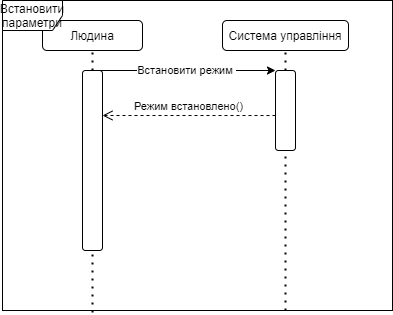 Встановити
параметри
Людина
Система управління
Встановити режим
Режим встановлено()